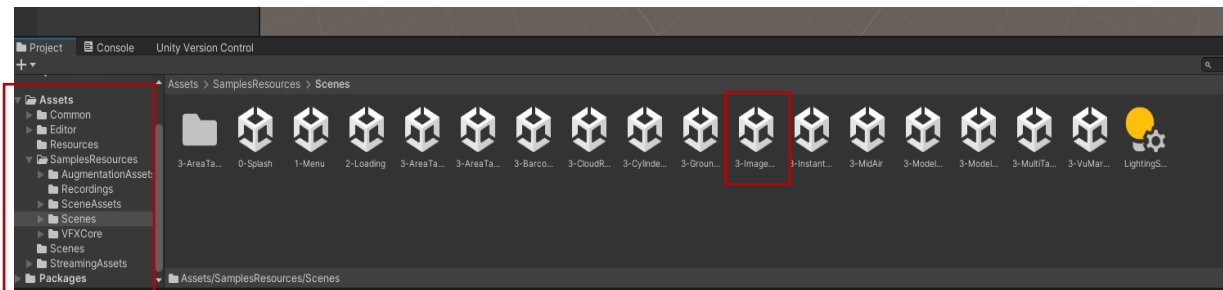 Project Console Unity Version Control
Assets > SamplesResources > Scenes
Assets
Common
Editor
Resources
SamplesResources
AugmentationAssets
Recordings
SceneAssets
Scenes
VFXCore
Scenes
StreamingAssets
Packages
3-AreaTa... 0-Splash 1-Menu 2-Loading 3-AreaTa... 3-AreaTa... 3-Barco... 3-CloudR... 3-Cylinde... 3-Groun... 3-Image... 3-Instant... 3-MidAir 3-Model... 3-Model... 3-MultiTa... 3-VuMar... LightingS...
Assets/SamplesResources/Scenes